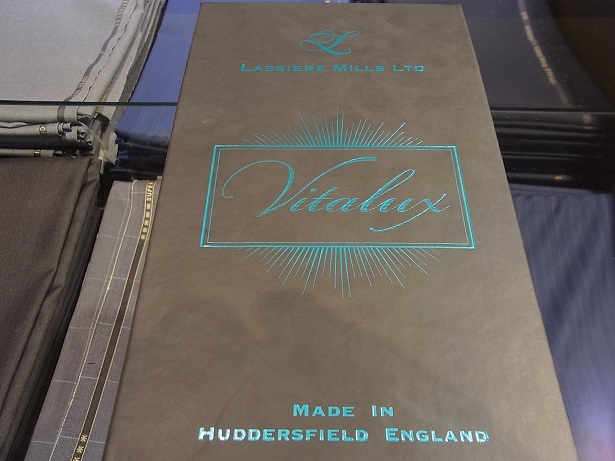 L
Lassiere Mills Ltd
Vitalux
Made In
Huddersfield England